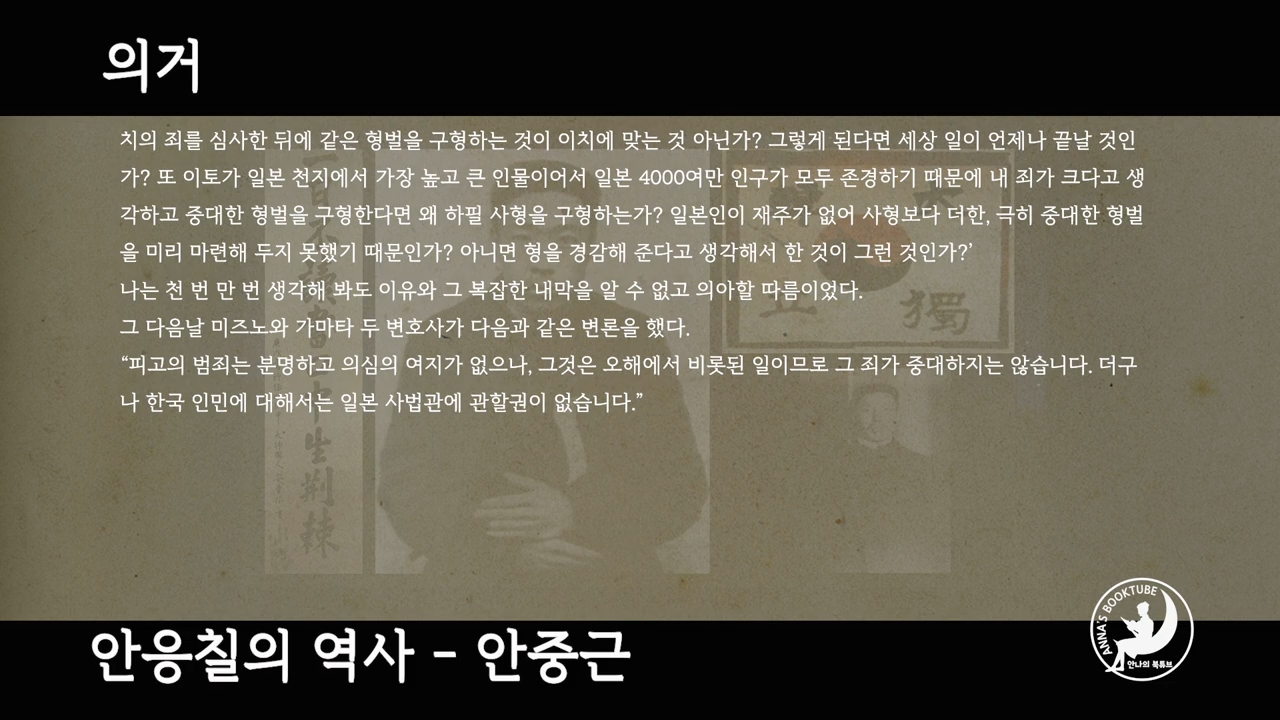 의거
치의 죄를 심사한 뒤에 같은 형벌을 구형하는 것이 이치에 맞는 것 아닌가? 그렇게 된다면 세상 일이 언제나 끝날 것인
가? 또 이토가 일본 천지에서 가장 높고 큰 인물이어서 일본 4000여만 인구가 모두 존경하기 때문에 내 죄가 크다고 생
각하고 중대한 형벌을 구형한다면 왜 하필 사형을 구형하는가? 일본인이 재주가 없어 사형보다 더한, 극히 중대한 형벌
을 미리 마련해 두지 못했기 때문인가? 아니면 형을 경감해 준다고 생각해서 한 것이 그런 것인가?’
나는 천 번 만 번 생각해 봐도 이유와 그 복잡한 내막을 알 수 없고 의아할 따름이었다.
그 다음날 미즈노와 가마타 두 변호사가 다음과 같은 변론을 했다.
“피고의 범죄는 분명하고 의심의 여지가 없으나, 그것은 오해에서 비롯된 일이므로 그 죄가 중대하지는 않습니다. 더구
나 한국 인민에 대해서는 일본 사법관에 관할권이 없습니다.”
獨
生
荊
棘
안응칠의 역사 - 안중근
ANNA'S BOOKTUBE
안나의 북튜브